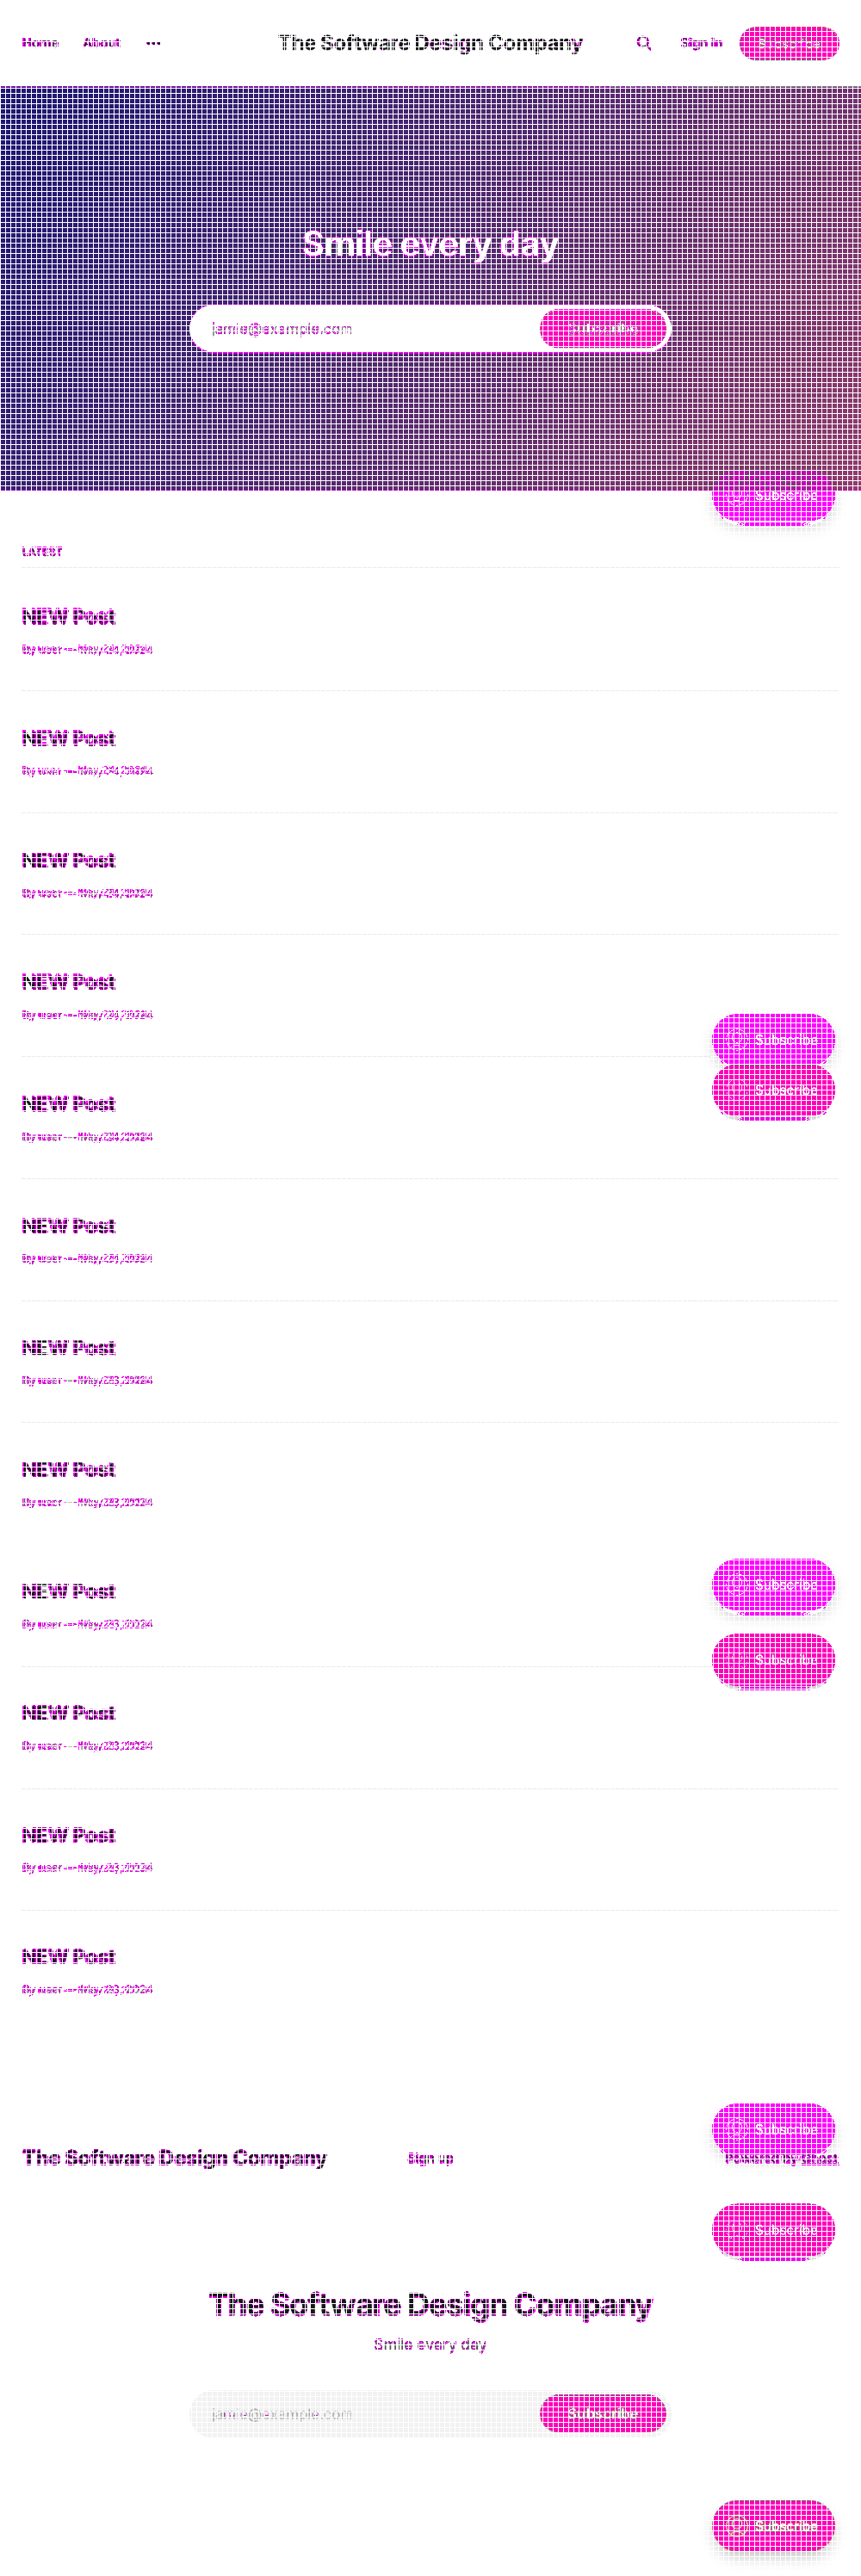 Home About ··· The Software Design Company Sign in Subscribe
Smile every day
jamie@example.com Subscribe
Subscribe
LATEST
NEW Post
By user — May 24, 2024
NEW Post
By user — May 24, 2024
NEW Post
By user — May 24, 2024
NEW Post
By user — May 24, 2024
Subscribe
Subscribe
NEW Post
By user — May 24, 2024
NEW Post
By user — May 2024
NEW Post
By user — May 23, 2024
NEW Post
By user — May 23, 2024
Subscribe
NEW Post
By user — May 23, 2024
Subscribe
NEW Post
By user — May 23, 2024
NEW Post
By user — May 23, 2024
NEW Post
By user — May 23, 2024
Subscribe
The Software Design Company Sign up Powered by Ghost
Subscribe
The Software Design Company
Smile every day
jamie@example.com Subscribe
Subscribe